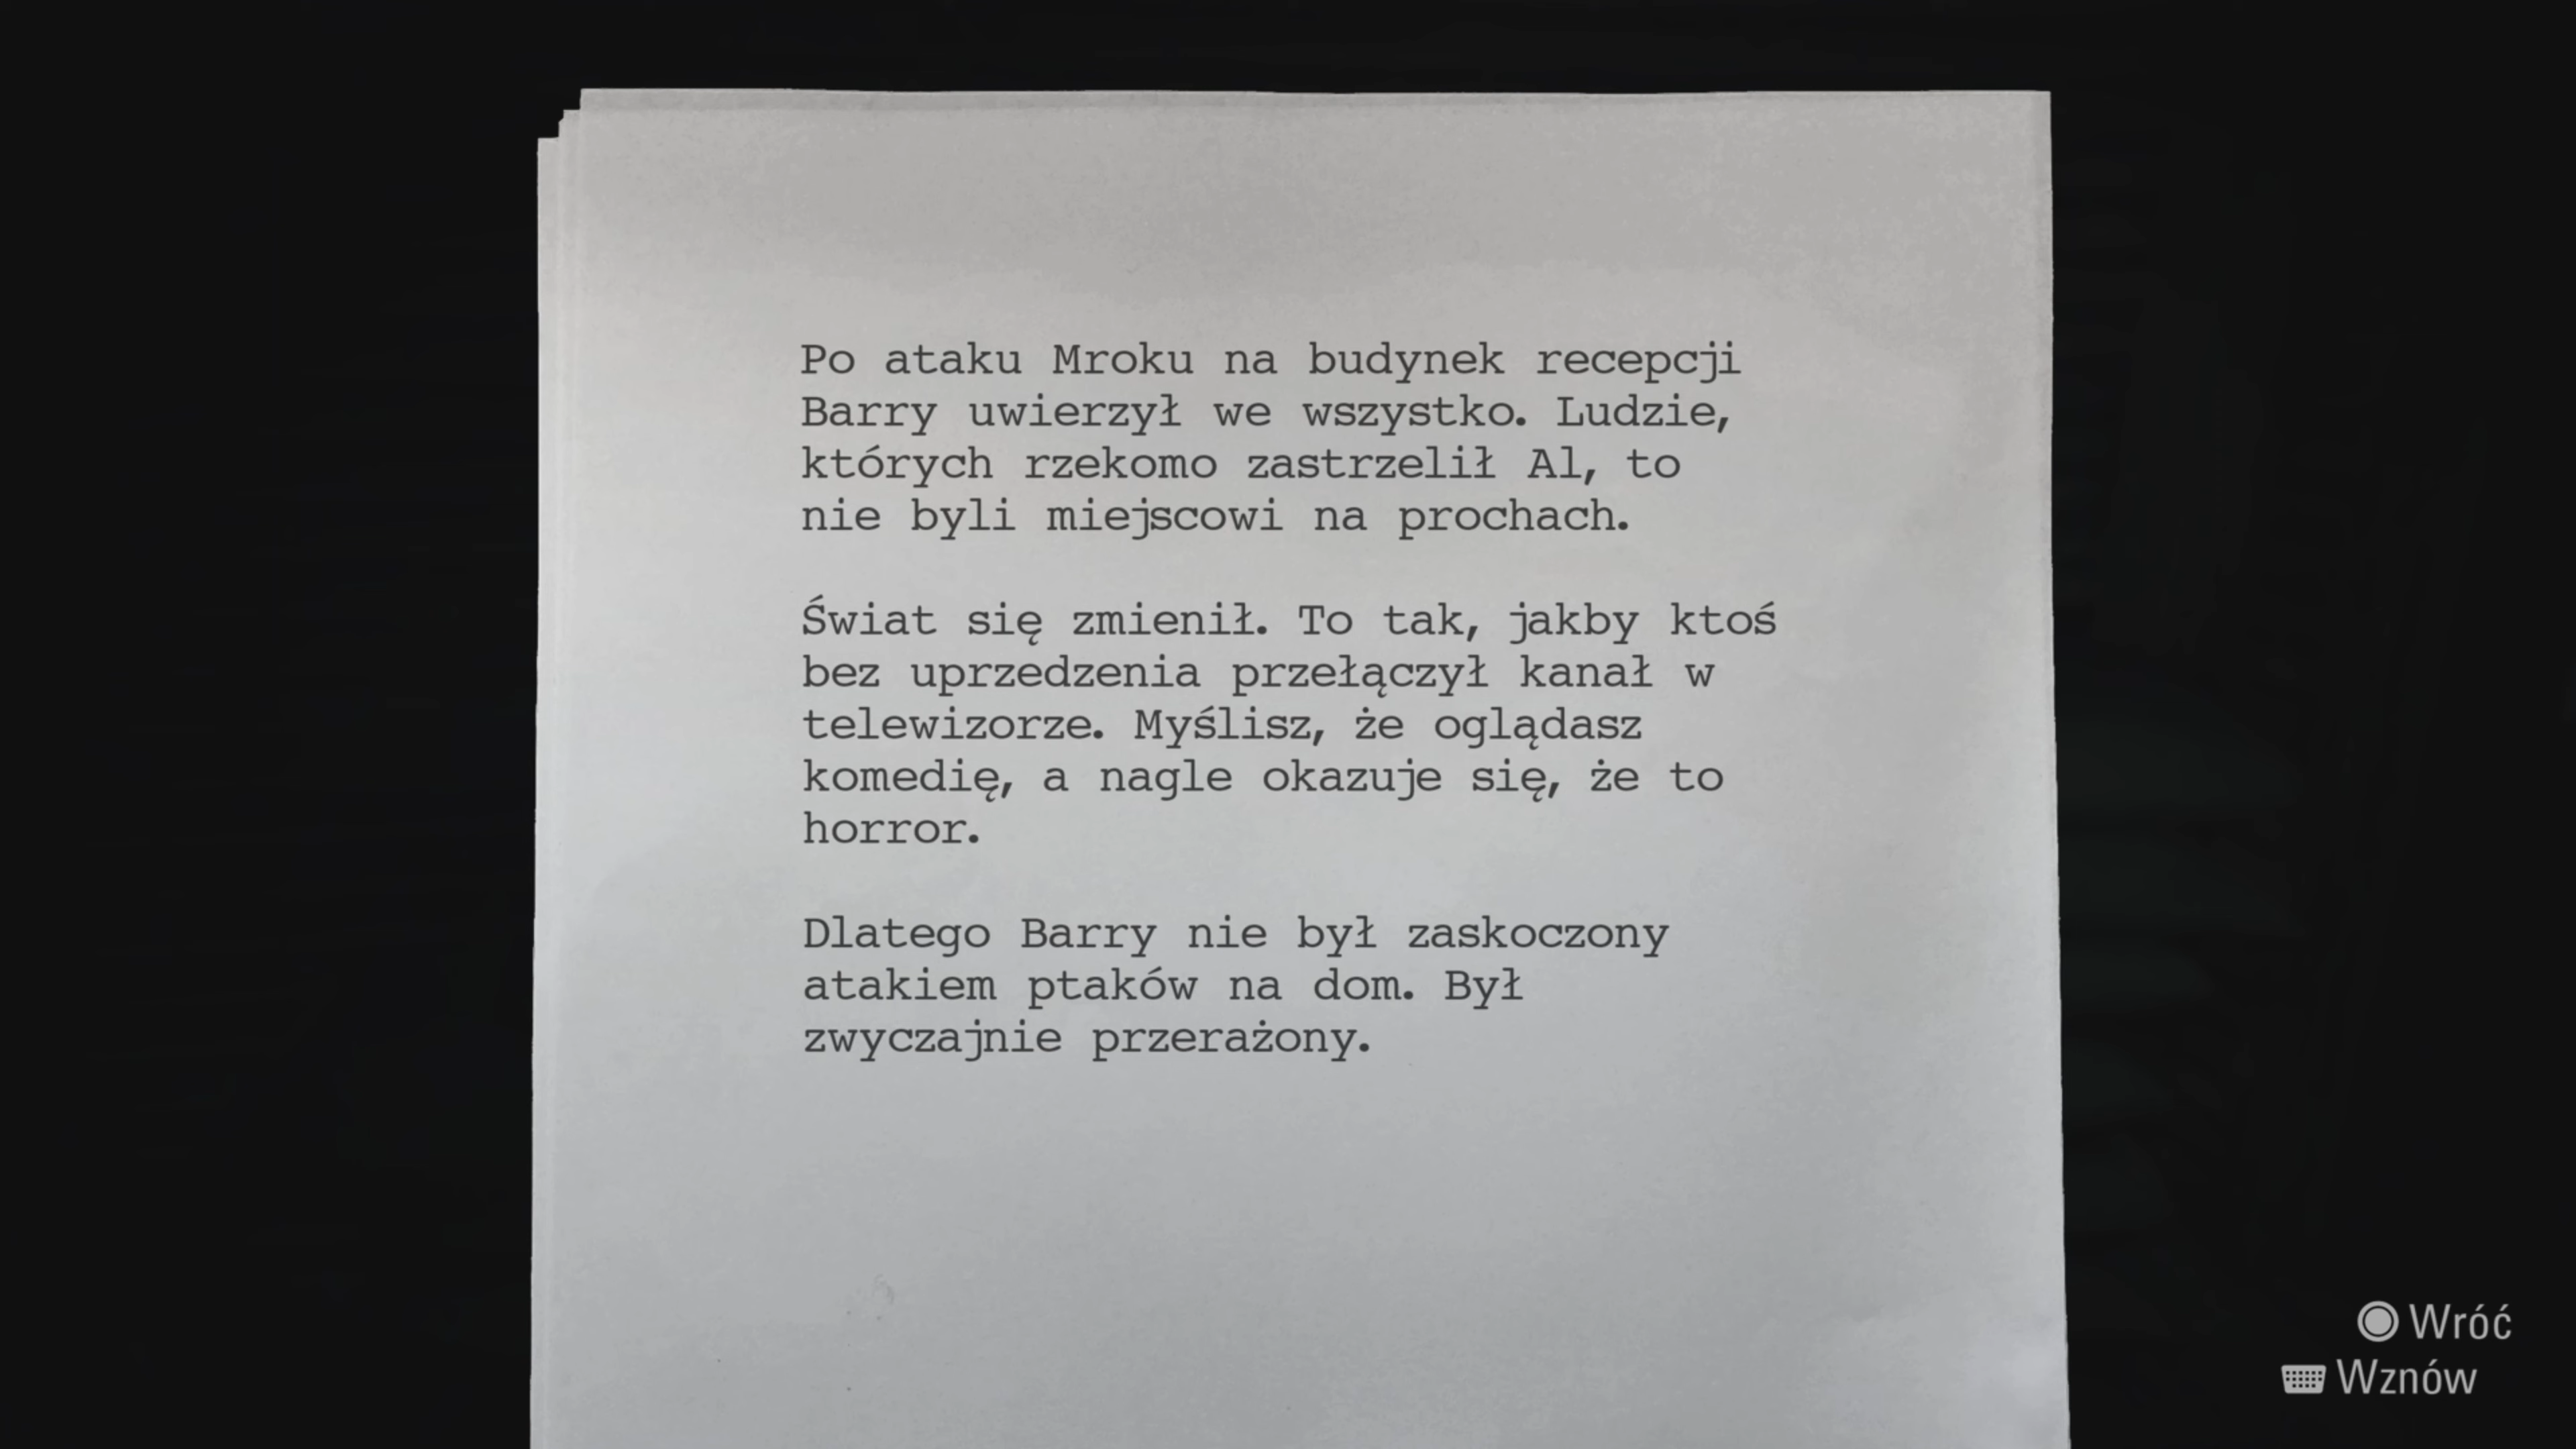 Po ataku Mroku na budynek recepcji
Barry uwierzył we wszystko. Ludzie,
których rzekomo zastrzelił Al, to
nie byli miejscowi na prochach.
Świat się zmienił. To tak, jakby ktoś
bez uprzedzenia przełączył kanał w
telewizorze. Myślisz, że oglądasz
komedię, a nagle okazuje się, że to
horror.
Dlatego Barry nie był zaskoczony
atakiem ptaków na dom. Był
zwyczajnie przerażony.
Wróć
Wznów